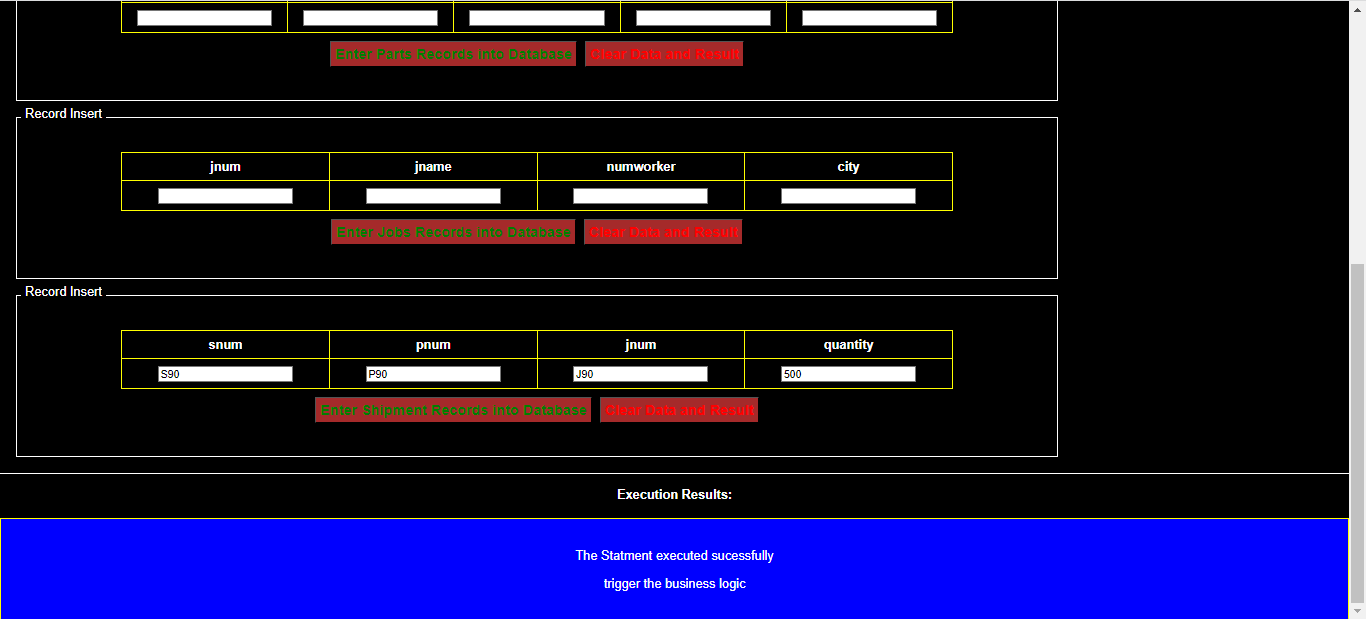 Enter Parts Records into Database Clear Data and Result
Record Insert
jnum jname numworker city
Enter Jobs Records into Database Clear Data and Result
Record Insert
snum pnum jnum quantity
S90 P90 J90 500
Enter Shipment Records into Database Clear Data and Result
Execution Results:
The Statment executed sucessfully
trigger the business logic